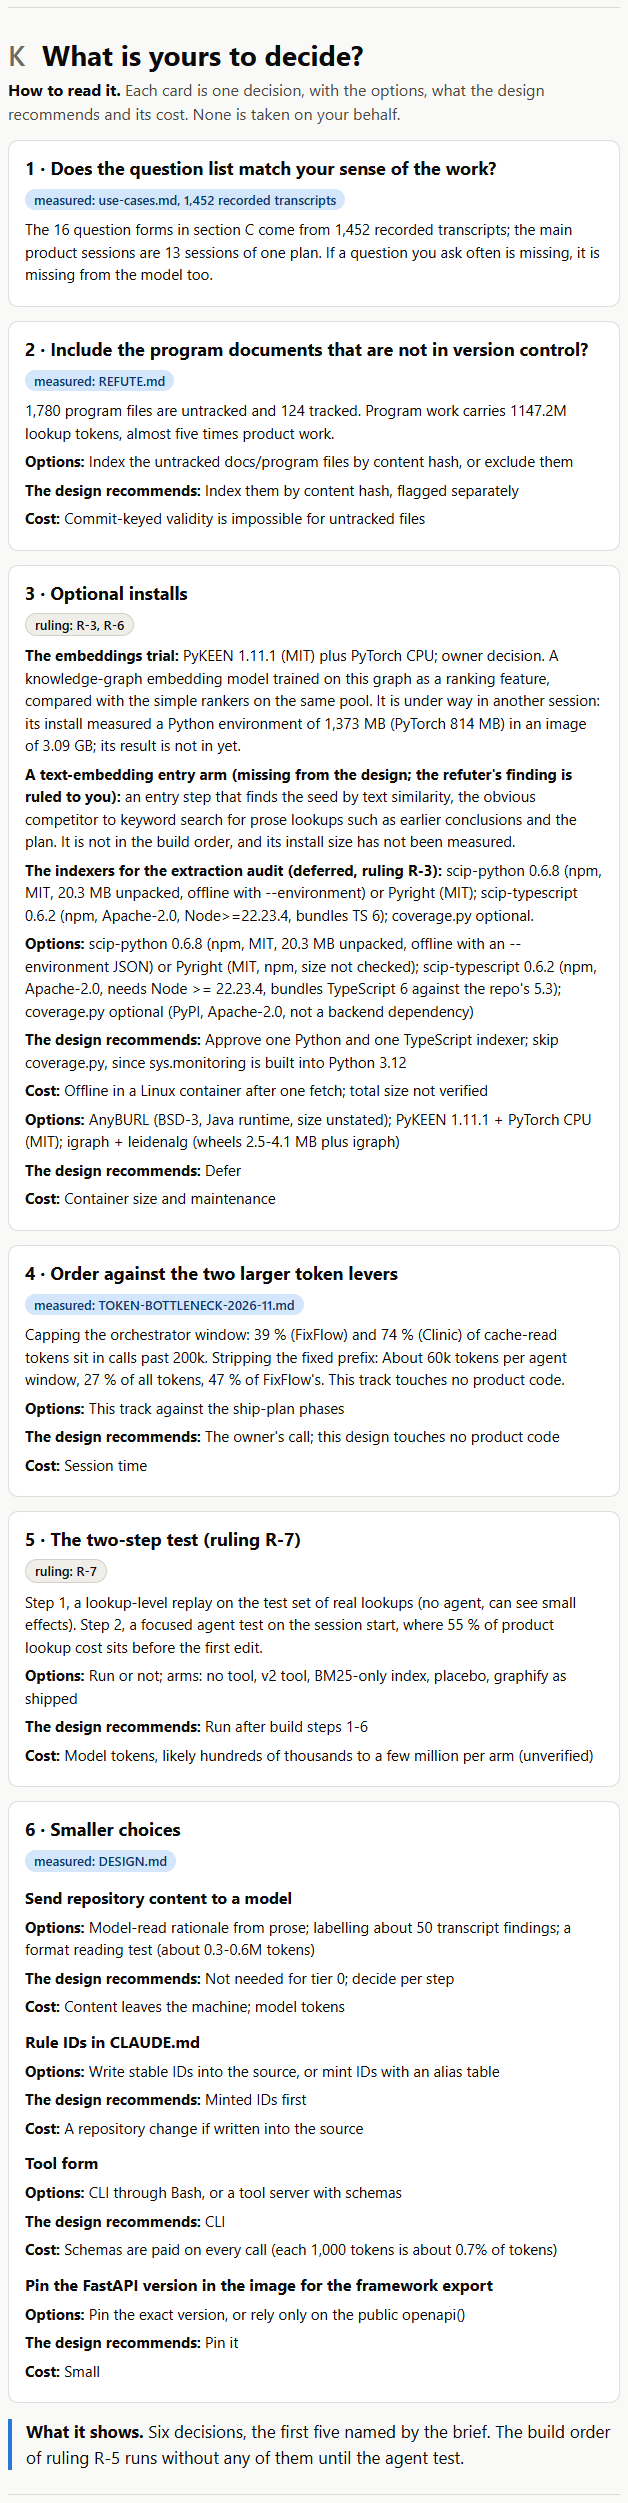 K What is yours to decide?
How to read it. Each card is one decision, with the options, what the design
recommends and its cost. None is taken on your behalf.
1 · Does the question list match your sense of the work?
measured: use-cases.md, 1,452 recorded transcripts
The 16 question forms in section C come from 1,452 recorded transcripts; the main
product sessions are 13 sessions of one plan. If a question you ask often is missing, it is
missing from the model too.
2 · Include the program documents that are not in version control?
measured: REFUTE.md
1,780 program files are untracked and 124 tracked. Program work carries 1147.2M
lookup tokens, almost five times product work.
Options: Index the untracked docs/program files by content hash, or exclude them
The design recommends: Index them by content hash, flagged separately
Cost: Commit-keyed validity is impossible for untracked files
3 · Optional installs
ruling: R-3, R-6
The embeddings trial: PyKEEN 1.11.1 (MIT) plus PyTorch CPU; owner decision. A
knowledge-graph embedding model trained on this graph as a ranking feature,
compared with the simple rankers on the same pool. It is under way in another session:
its install measured a Python environment of 1,373 MB (PyTorch 814 MB) in an image
of 3.09 GB; its result is not in yet.
A text-embedding entry arm (missing from the design; the refuter's finding is
ruled to you): an entry step that finds the seed by text similarity, the obvious
competitor to keyword search for prose lookups such as earlier conclusions and the
plan. It is not in the build order, and its install size has not been measured.
The indexers for the extraction audit (deferred, ruling R-3): scip-python 0.6.8 (npm,
MIT, 20.3 MB unpacked, offline with --environment) or Pyright (MIT); scip-typescript
0.6.2 (npm, Apache-2.0, Node>=22.23.4, bundles TS 6); coverage.py optional.
Options: scip-python 0.6.8 (npm, MIT, 20.3 MB unpacked, offline with an --
environment JSON) or Pyright (MIT, npm, size not checked); scip-typescript 0.6.2 (npm,
Apache-2.0, needs Node >= 22.23.4, bundles TypeScript 6 against the repo's 5.3);
coverage.py optional (PyPI, Apache-2.0, not a backend dependency)
The design recommends: Approve one Python and one TypeScript indexer; skip
coverage.py, since sys.monitoring is built into Python 3.12
Cost: Offline in a Linux container after one fetch; total size not verified
Options: AnyBURL (BSD-3, Java runtime, size unstated); PyKEEN 1.11.1 + PyTorch CPU
(MIT); igraph + leidenalg (wheels 2.5-4.1 MB plus igraph)
The design recommends: Defer
Cost: Container size and maintenance
4 · Order against the two larger token levers
measured: TOKEN-BOTTLENECK-2026-11.md
Capping the orchestrator window: 39 % (FixFlow) and 74 % (Clinic) of cache-read
tokens sit in calls past 200k. Stripping the fixed prefix: About 60k tokens per agent
window, 27 % of all tokens, 47 % of FixFlow's. This track touches no product code.
Options: This track against the ship-plan phases
The design recommends: The owner's call; this design touches no product code
Cost: Session time
5 · The two-step test (ruling R-7)
ruling: R-7
Step 1, a lookup-level replay on the test set of real lookups (no agent, can see small
effects). Step 2, a focused agent test on the session start, where 55 % of product
lookup cost sits before the first edit.
Options: Run or not; arms: no tool, v2 tool, BM25-only index, placebo, graphify as
shipped
The design recommends: Run after build steps 1-6
Cost: Model tokens, likely hundreds of thousands to a few million per arm (unverified)
6 · Smaller choices
measured: DESIGN.md
Send repository content to a model
Options: Model-read rationale from prose; labelling about 50 transcript findings; a
format reading test (about 0.3-0.6M tokens)
The design recommends: Not needed for tier 0; decide per step
Cost: Content leaves the machine; model tokens
Rule IDs in CLAUDE.md
Options: Write stable IDs into the source, or mint IDs with an alias table
The design recommends: Minted IDs first
Cost: A repository change if written into the source
Tool form
Options: CLI through Bash, or a tool server with schemas
The design recommends: CLI
Cost: Schemas are paid on every call (each 1,000 tokens is about 0.7% of tokens)
Pin the FastAPI version in the image for the framework export
Options: Pin the exact version, or rely only on the public openapi()
The design recommends: Pin it
Cost: Small
What it shows. Six decisions, the first five named by the brief. The build order
of ruling R-5 runs without any of them until the agent test.